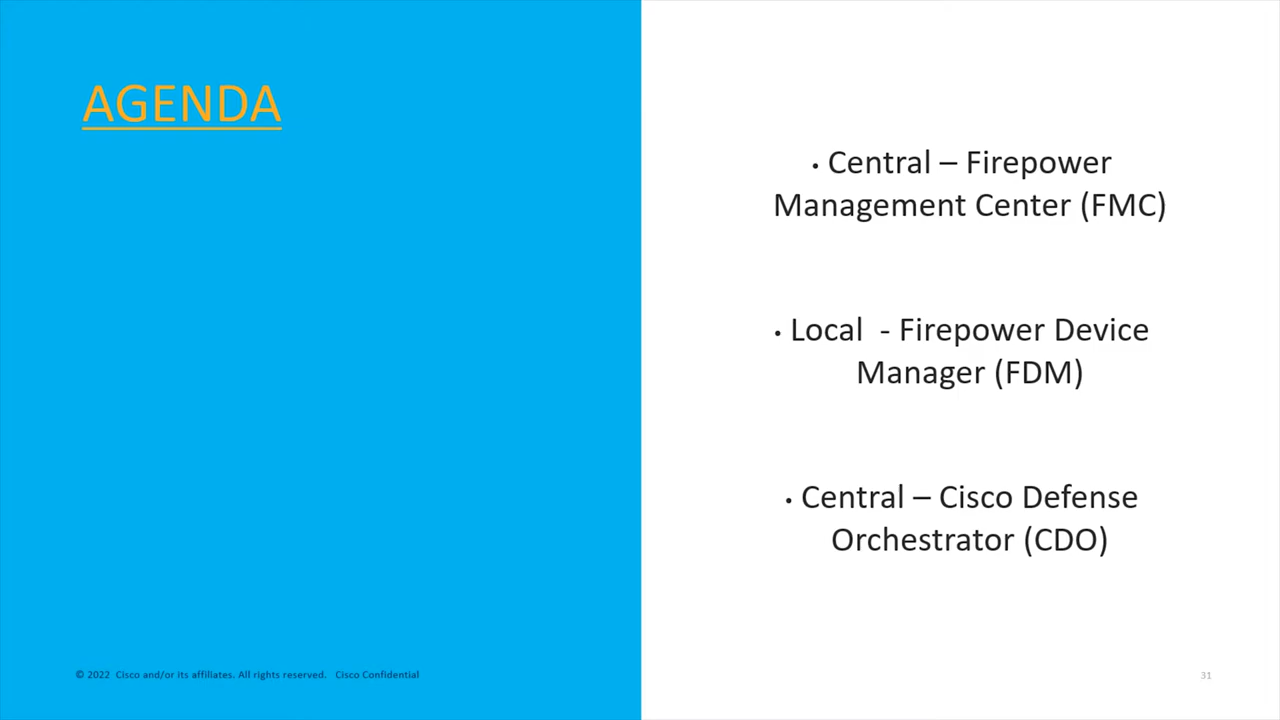 AGENDA
• Central – Firepower
Management Center (FMC)
• Local  - Firepower Device
Manager (FDM)
• Central – Cisco Defense
Orchestrator (CDO)
© 2022  Cisco and/or its affiliates. All rights reserved.   Cisco Confidential
31